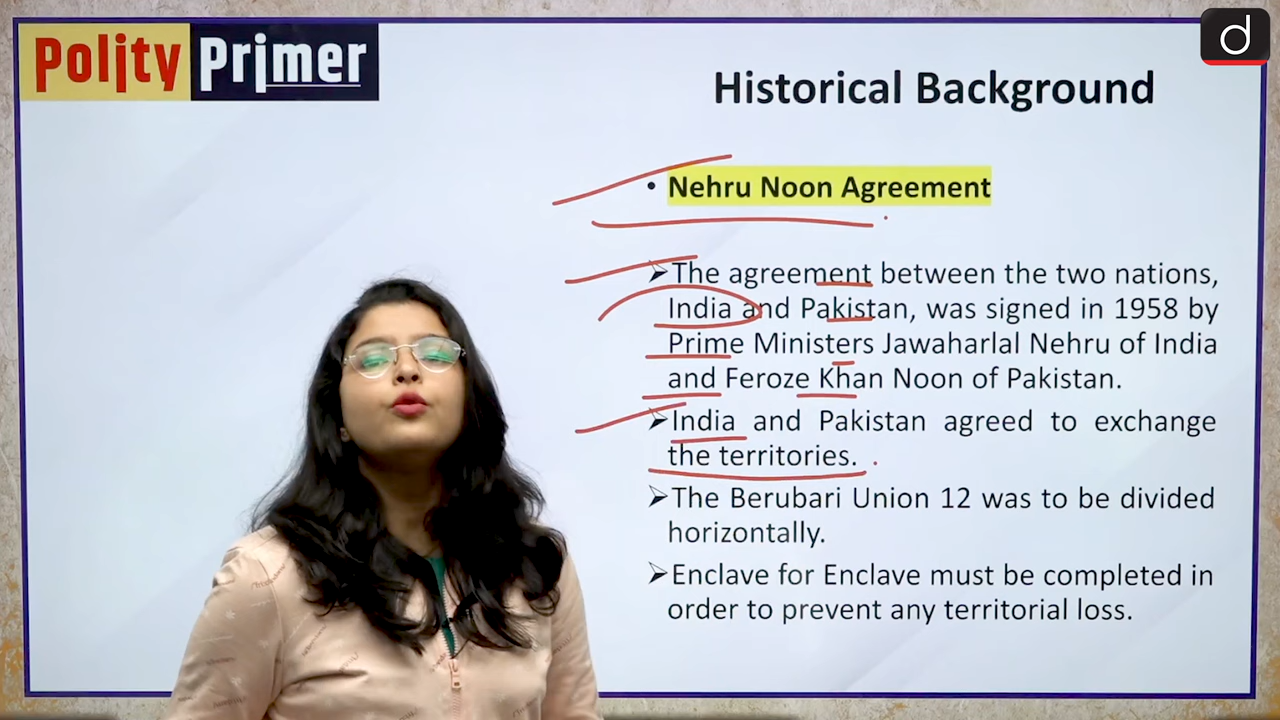 Polity Primer
d
Historical Background
• Nehru Noon Agreement
➢The agreement between the two nations,
India and Pakistan, was signed in 1958 by
Prime Ministers Jawaharlal Nehru of India
and Feroze Khan Noon of Pakistan.
➢India and Pakistan agreed to exchange
the territories.
➢The Berubari Union 12 was to be divided
horizontally.
➢Enclave for Enclave must be completed in
order to prevent any territorial loss.